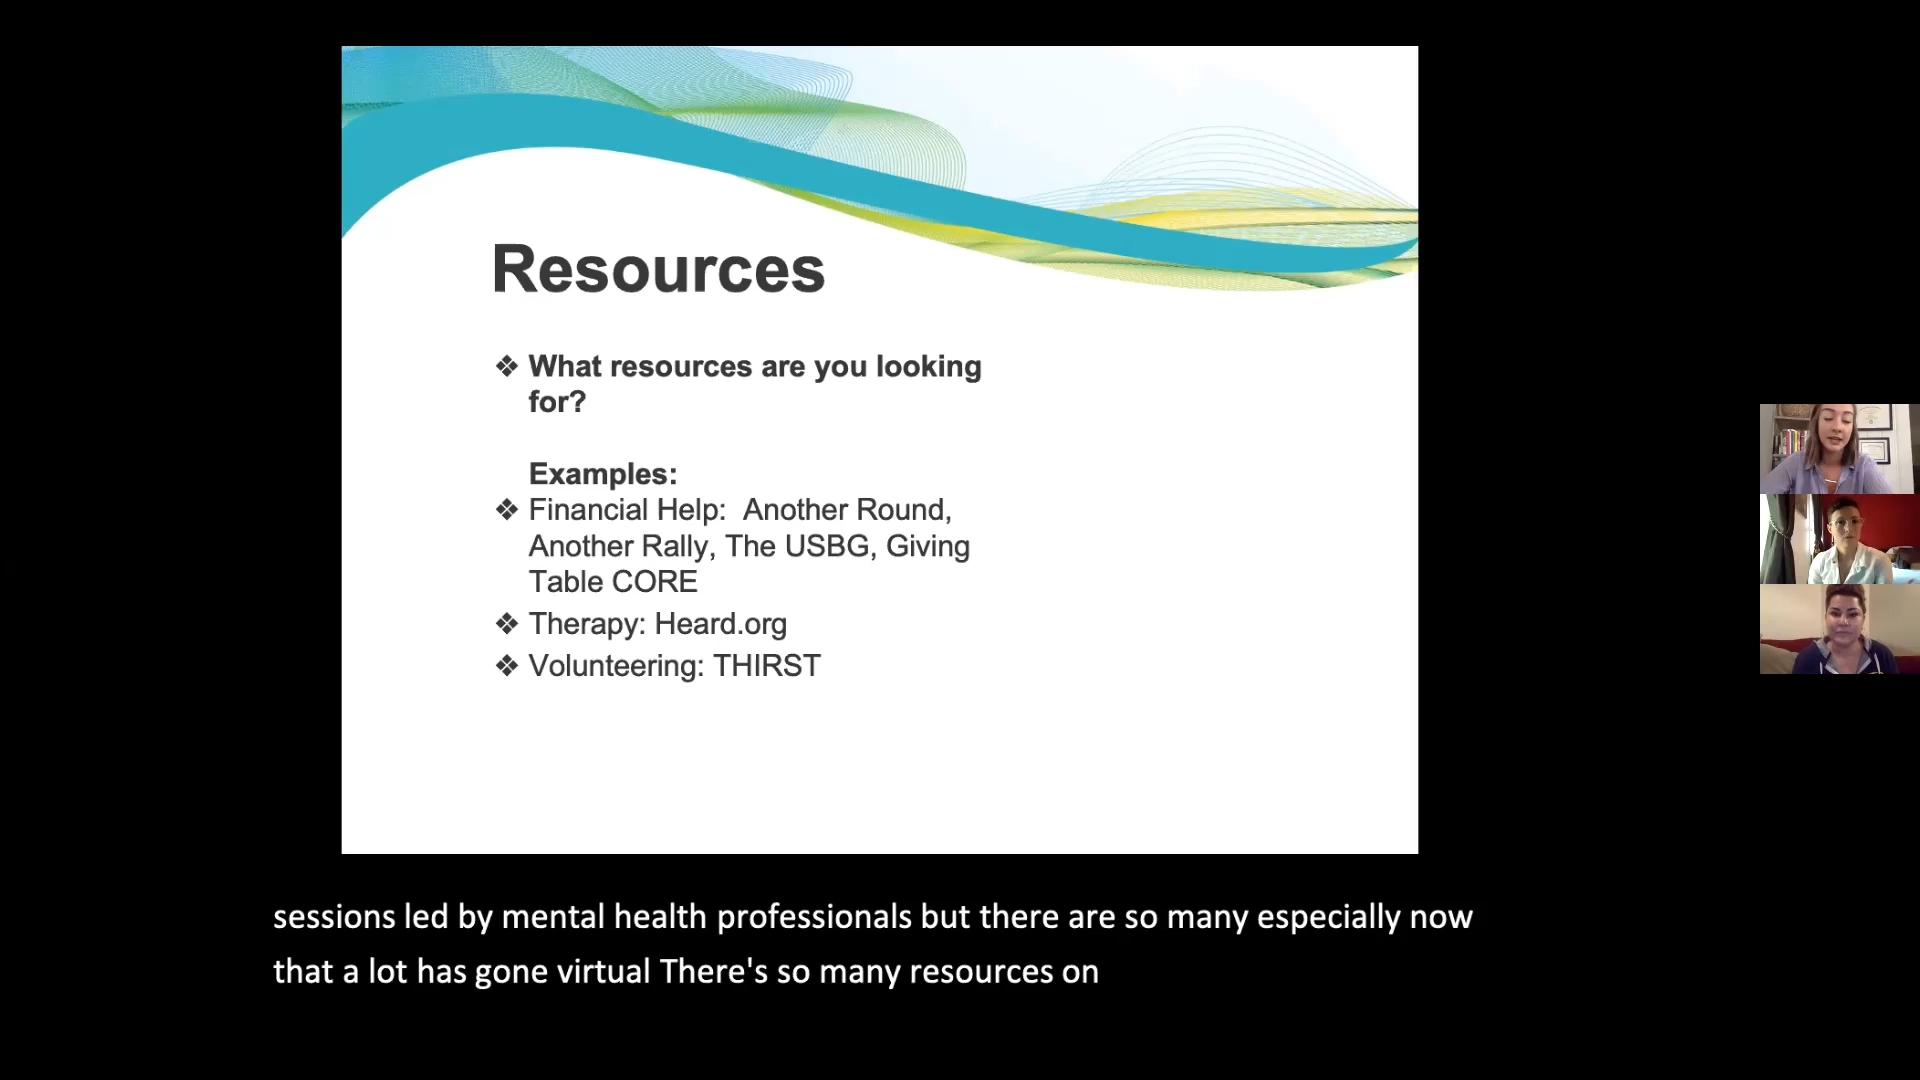 Resources
❖ What resources are you looking
for?
Examples:
❖ Financial Help:  Another Round,
Another Rally, The USBG, Giving
Table CORE
❖ Therapy: Heard.org
❖ Volunteering: THIRST
sessions led by mental health professionals but there are so many especially now
that a lot has gone virtual There's so many resources on